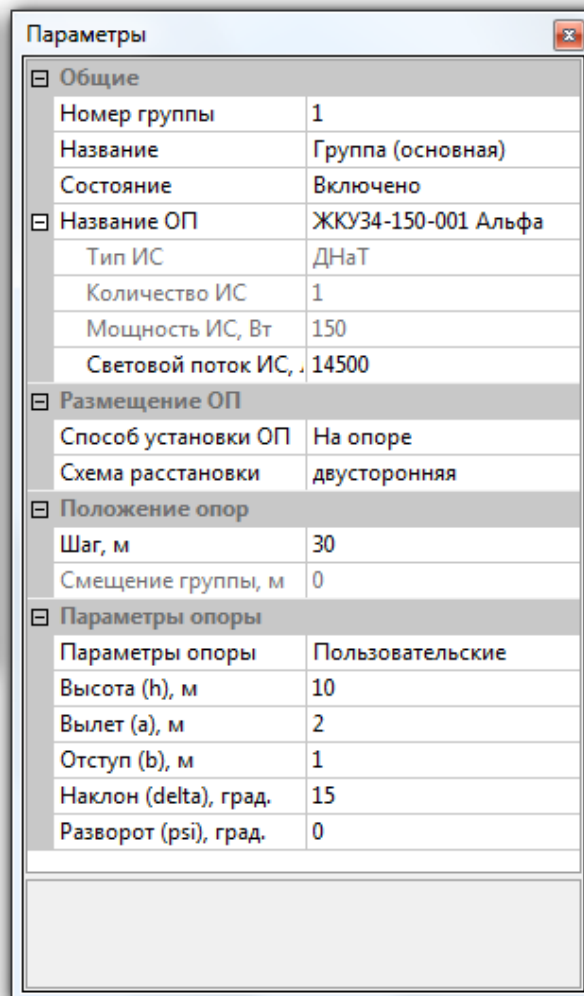 Параметры
Общие
Номер группы 1
Название Группа (основная)
Состояние Включено
Название ОП ЖКУ34-150-001 Альфа
Тип ИС ДНаТ
Количество ИС 1
Мощность ИС, Вт 150
Световой поток ИС, 14500
Размещение ОП
Способ установки ОП На опоре
Схема расстановки двусторонняя
Положение опор
Шаг, м 30
Смещение группы, м 0
Параметры опоры
Параметры опоры Пользовательские
Высота (h), м 10
Вылет (a), м 2
Отступ (b), м 1
Наклон (delta), град. 15
Разворот (psi), град. 0